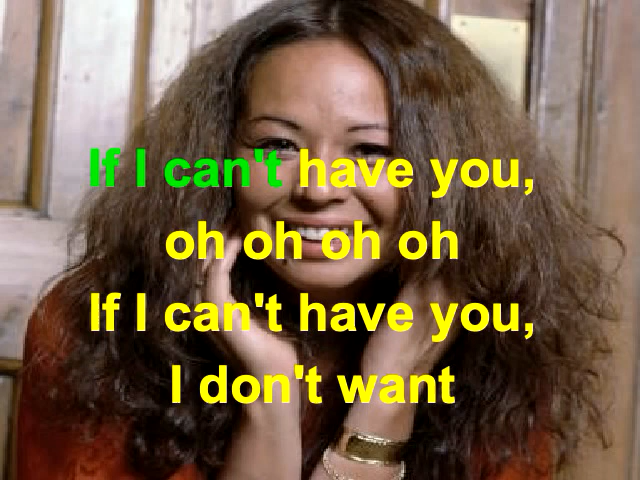 If I can't have you,
oh oh oh oh
If I can't have you,
I don't want